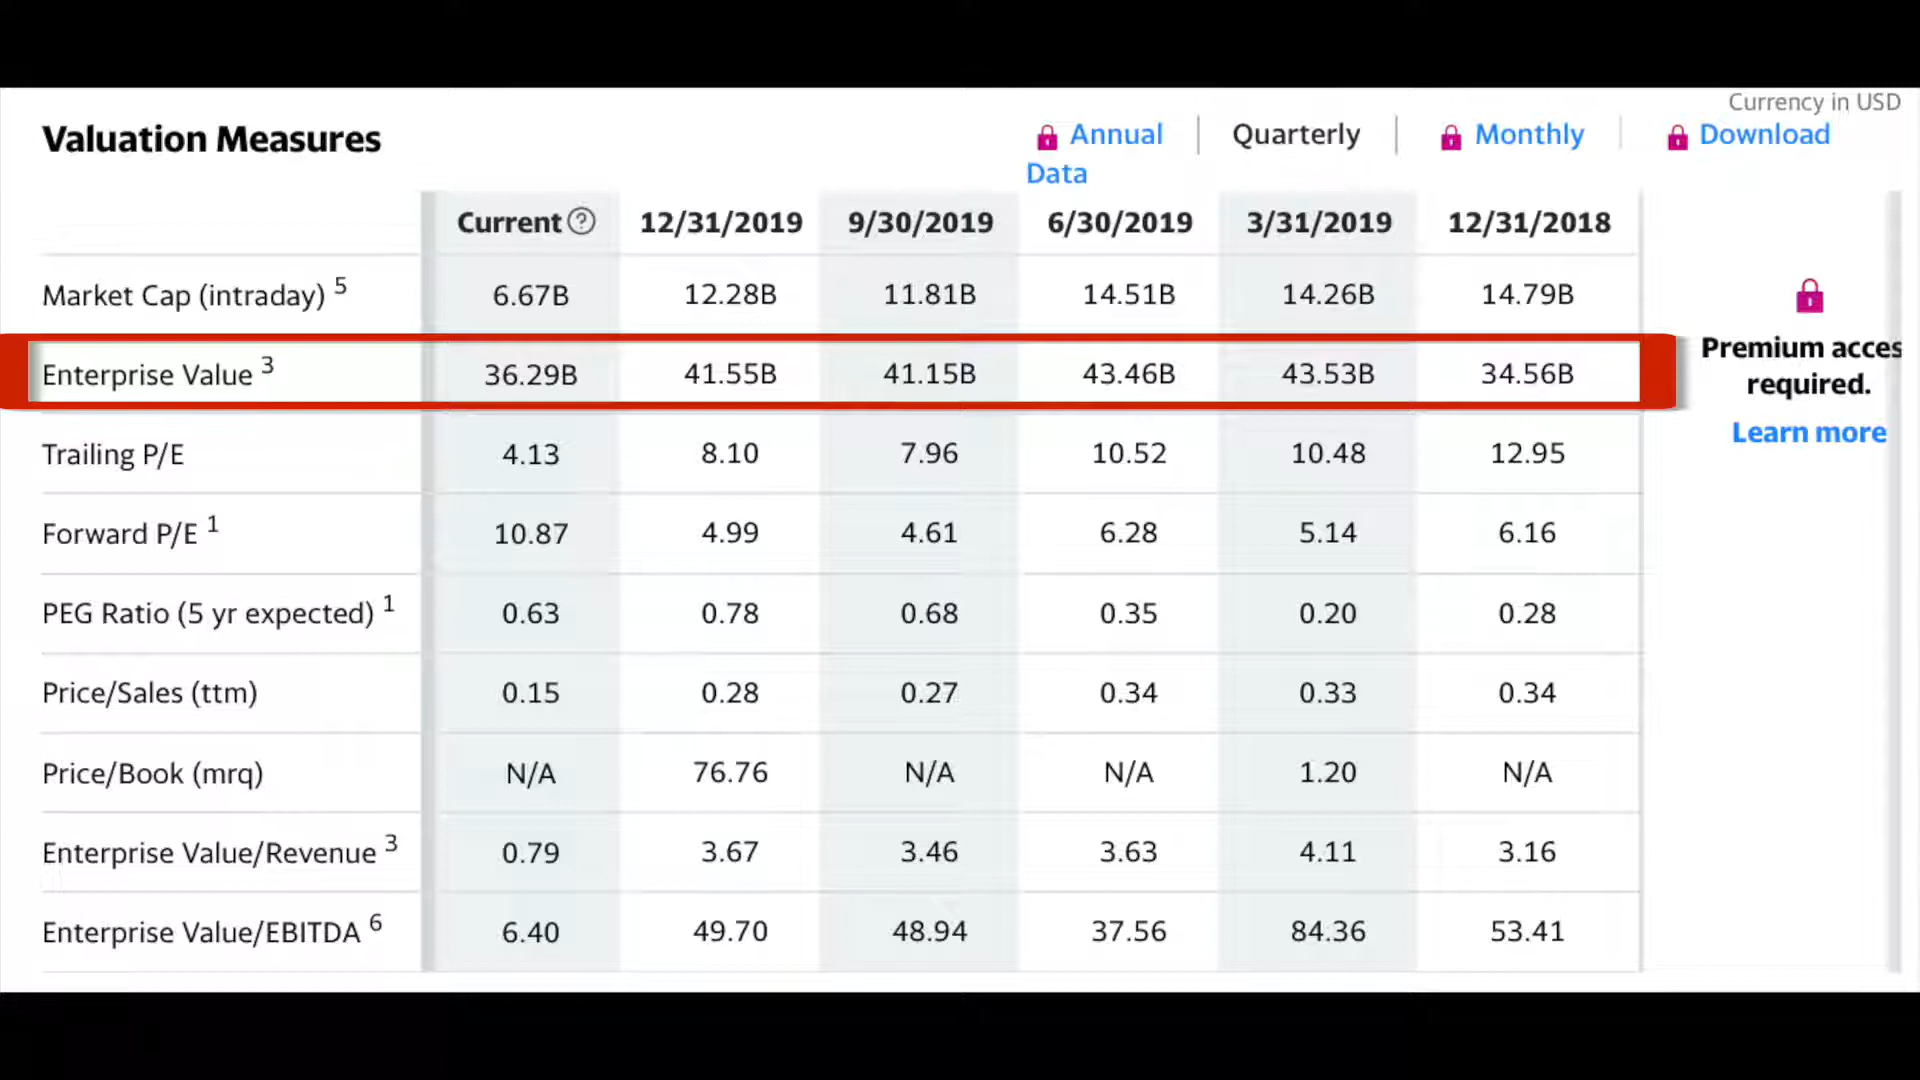 Currency in USD
Valuation Measures Annual Quarterly Monthly Download
Data
Current ? 12/31/2019 9/30/2019 6/30/2019 3/31/2019 12/31/2018
Market Cap (intraday) 5 6.67B 12.28B 11.81B 14.51B 14.26B 14.79B
Premium acces
Enterprise Value 3 36.29B 41.55B 41.15B 43.46B 43.53B 34.56B
required.
Learn more
Trailing P/E 4.13 8.10 7.96 10.52 10.48 12.95
Forward P/E 1 10.87 4.99 4.61 6.28 5.14 6.16
PEG Ratio (5 yr expected) 1 0.63 0.78 0.68 0.35 0.20 0.28
Price/Sales (ttm) 0.15 0.28 0.27 0.34 0.33 0.34
Price/Book (mrq) N/A 76.76 N/A N/A 1.20 N/A
Enterprise Value/Revenue 3 0.79 3.67 3.46 3.63 4.11 3.16
Enterprise Value/EBITDA 6 6.40 49.70 48.94 37.56 84.36 53.41